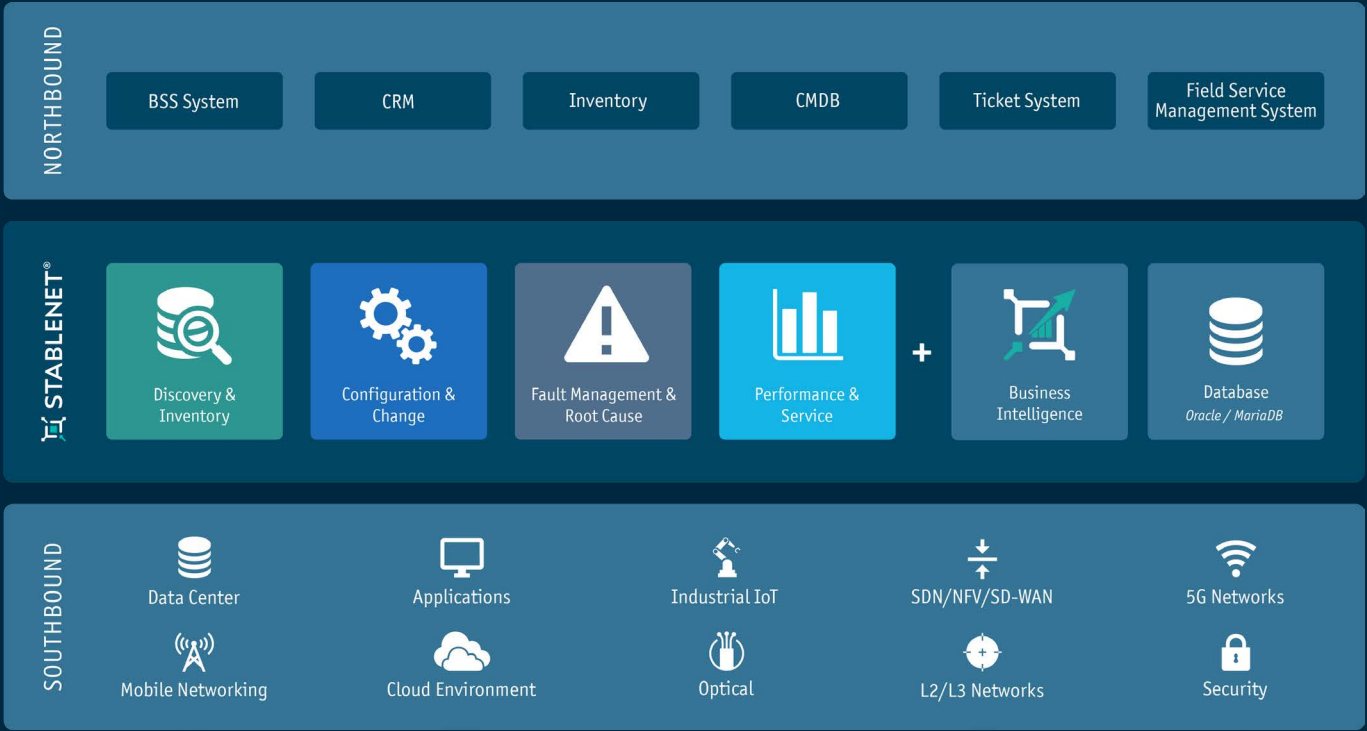 NORTHBOUND
BSS System
CRM
Inventory
CMDB
Ticket System
Field Service
Management System
STABLENET®
Discovery &
Inventory
Configuration &
Change
Fault Management &
Root Cause
Performance &
Service
+
Business
Intelligence
Database
Oracle / MariaDB
SOUTHBOUND
Data Center
Applications
Industrial IoT
SDN/NFV/SD-WAN
5G Networks
Mobile Networking
Cloud Environment
Optical
L2/L3 Networks
Security